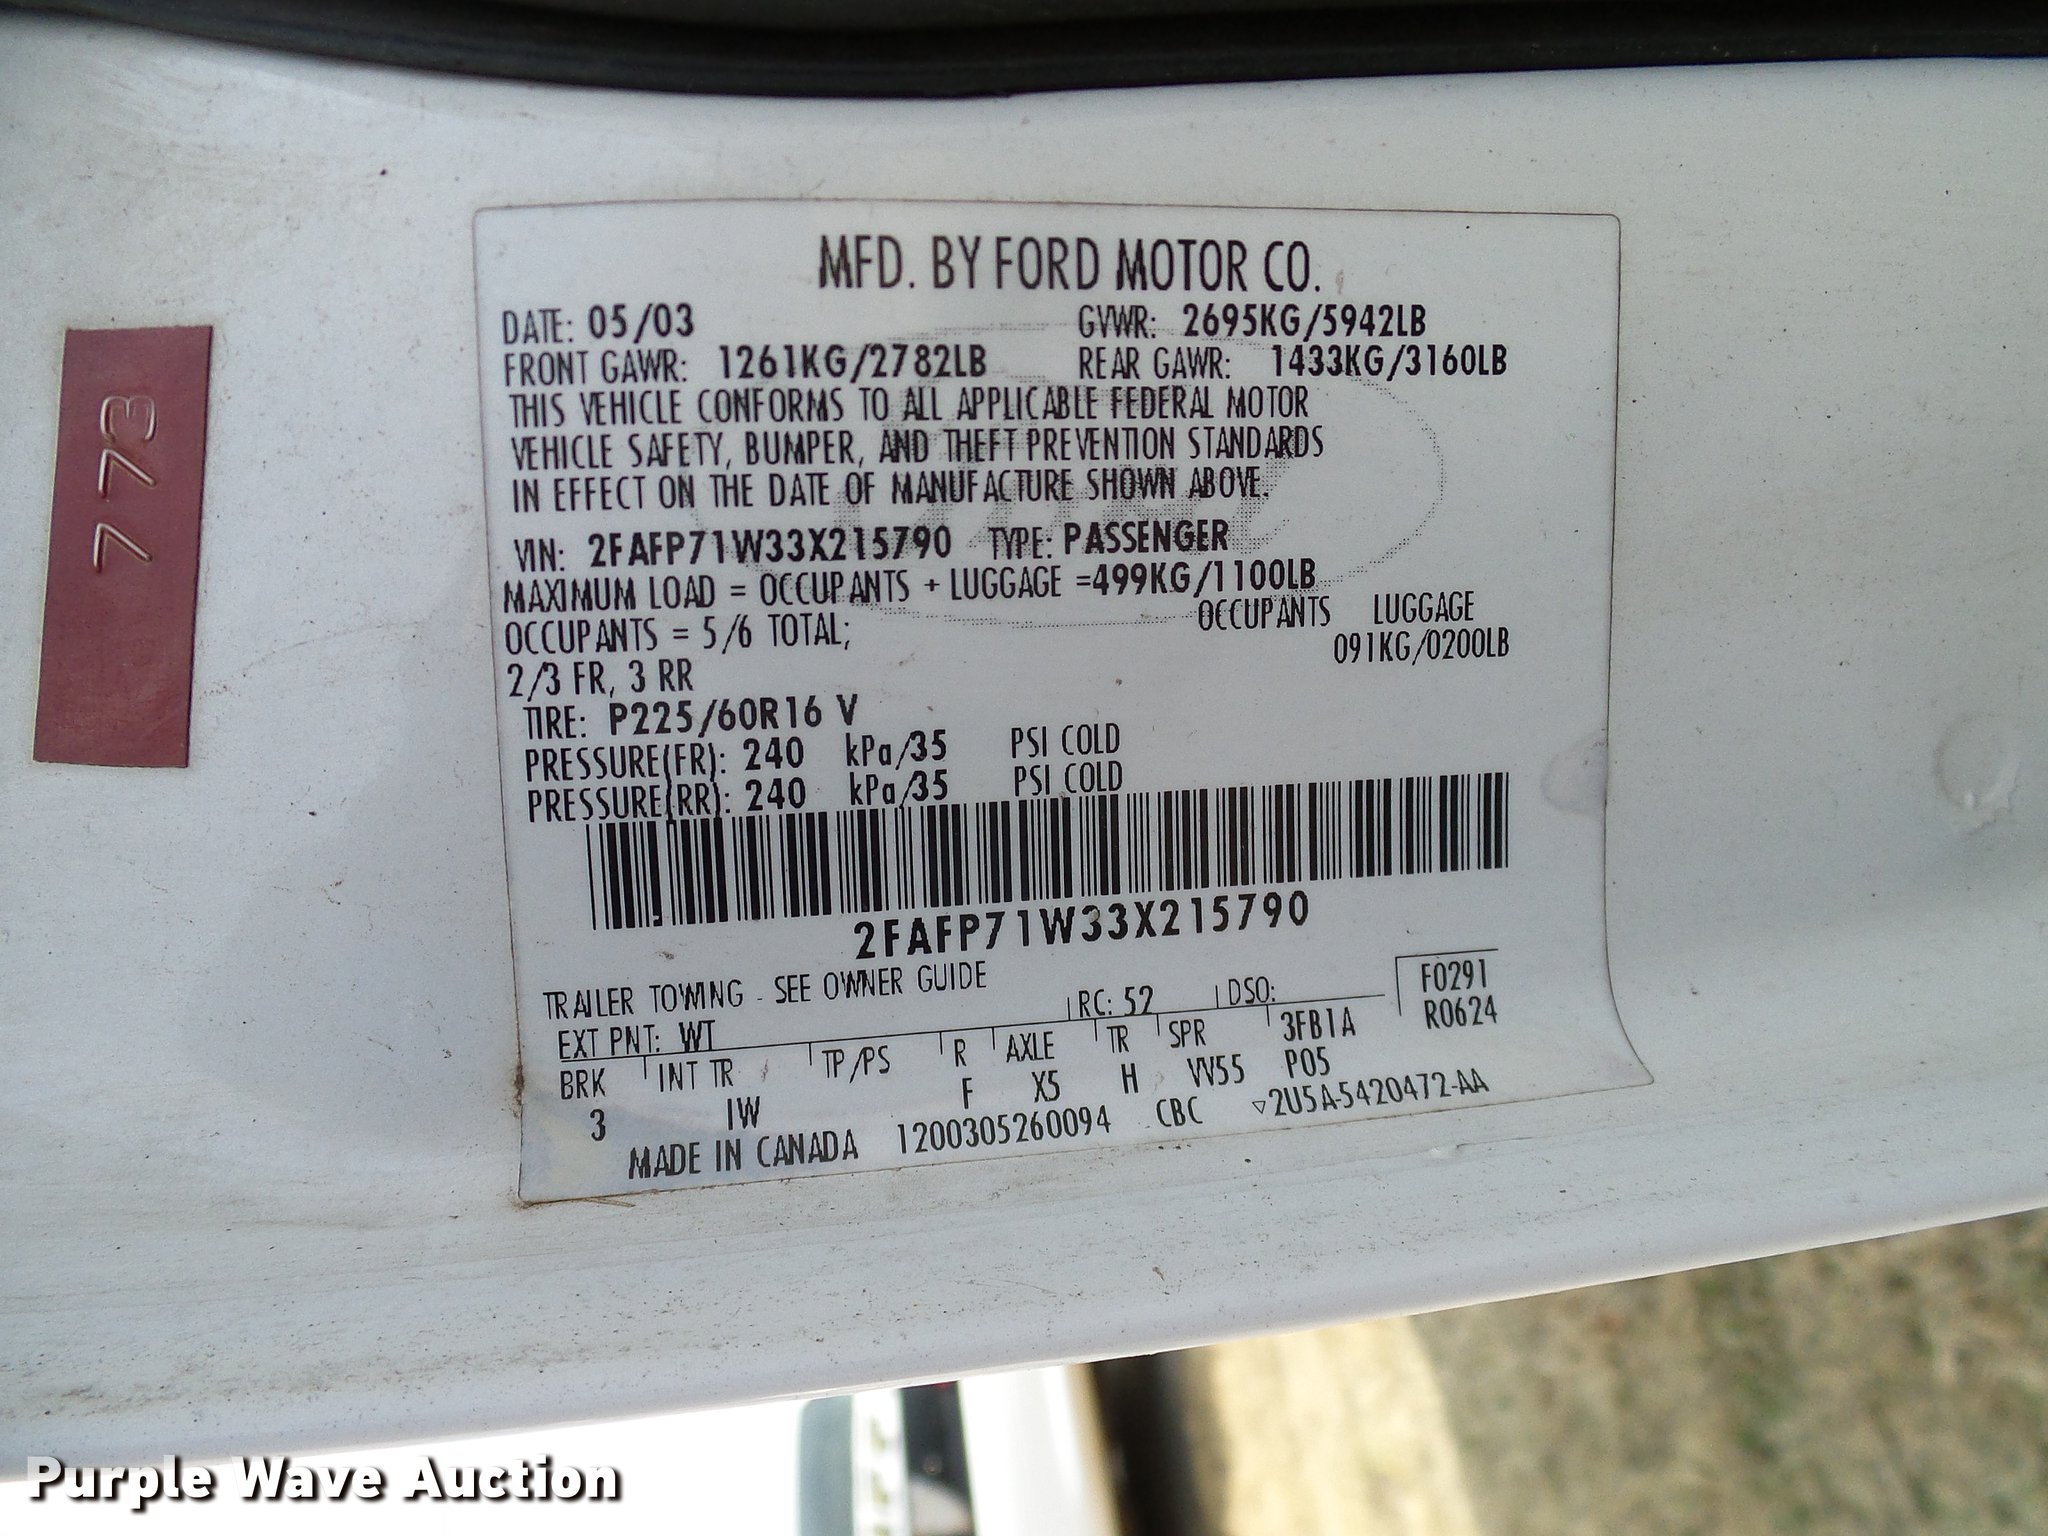 773
MFD. BY FORD MOTOR CO.
DATE: 05/03 GVWR: 2695KG/5942LB
FRONT GAWR: 1261KG/2782LB REAR GAWR: 1433KG/3160LB
THIS VEHICLE CONFORMS TO ALL APPLICABLE FEDERAL MOTOR
VEHICLE SAFETY, BUMPER, AND THEFT PREVENTION STANDARDS
IN EFFECT ON THE DATE OF MANUFACTURE SHOWN ABOVE.
VIN: 2FAFP71W33X215790 TYPE: PASSENGER
MAXIMUM LOAD = OCCUPANTS + LUGGAGE =499KG/1100LB
OCCUPANTS = 5/6 TOTAL; OCCUPANTS LUGGAGE
2/3 FR, 3 RR 091KG/0200LB
TIRE: P225/60R16 V
PRESSURE(FR): 240 kPa/35 PSI COLD
PRESSURE(RR): 240 kPa/35 PSI COLD
2FAFP71W33X215790
TRAILER TOWING - SEE OWNER GUIDE
EXT PNT: WT RC: 52 DSO: F0291
BRK INT TR TP/PS R AXLE TR SPR 3FB1A R0624
3 IW F X5 H VV55 P05
MADE IN CANADA 1200305260094 CBC ▽2U5A-5420472-AA
Purple Wave Auction